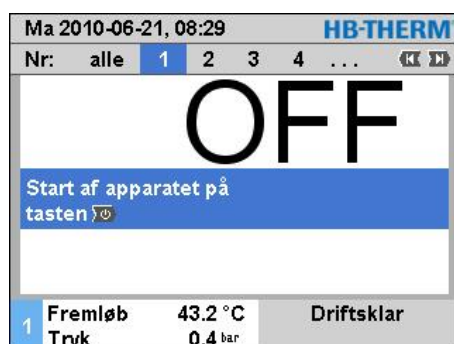 Ma 2010-06-21, 08:29 HB-THERM
Nr: alle 1 2 3 4 ...
OFF
Start af apparatet på
tasten
1 Fremløb 43.2 °C Driftsklar
Tryk 0.4 bar